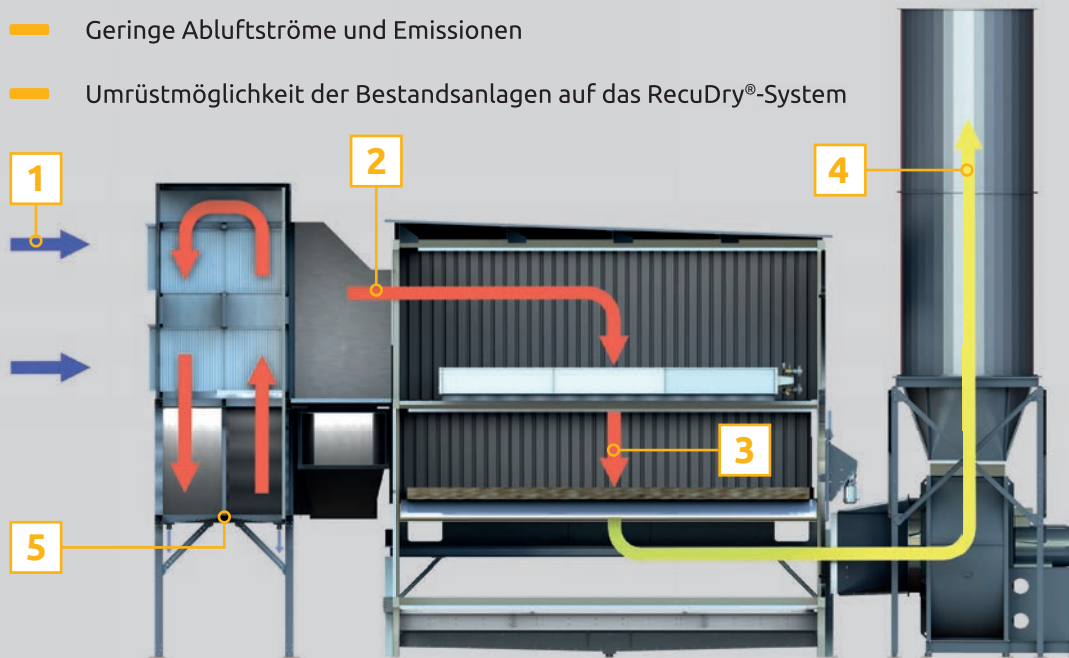 Geringe Abluftströme und Emissionen
Umrüstmöglichkeit der Bestandsanlagen auf das RecuDry®-System
1
2
4
3
5